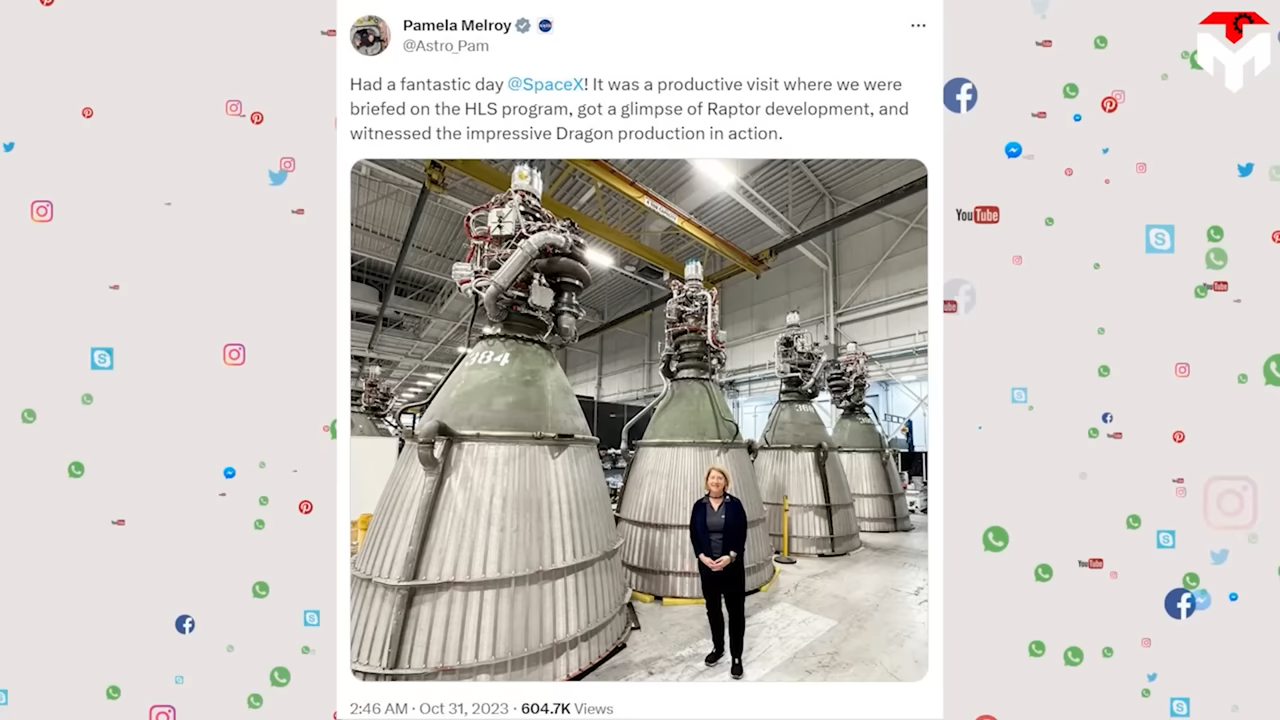 Pamela Melroy
@Astro_Pam
Had a fantastic day @SpaceX! It was a productive visit where we were
briefed on the HLS program, got a glimpse of Raptor development, and
witnessed the impressive Dragon production in action.
384
2:46 AM · Oct 31, 2023 · 604.7K Views
YouTube